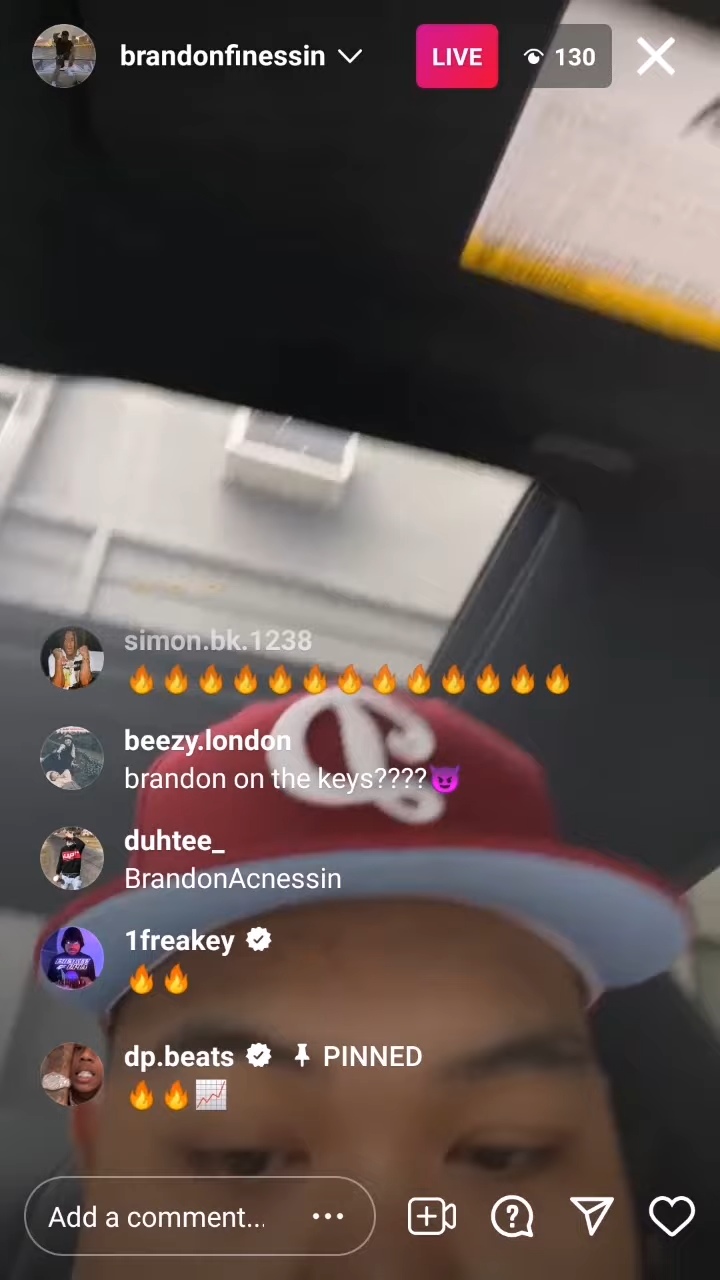 brandonfinessin
LIVE
130
simon.bk.1238
🔥🔥🔥🔥🔥🔥🔥🔥🔥🔥🔥🔥🔥
beezy.london
brandon on the keys????😈
duhtee_
BrandonAcnessin
1freakey
🔥🔥
dp.beats PINNED
🔥🔥📈
Add a comment...